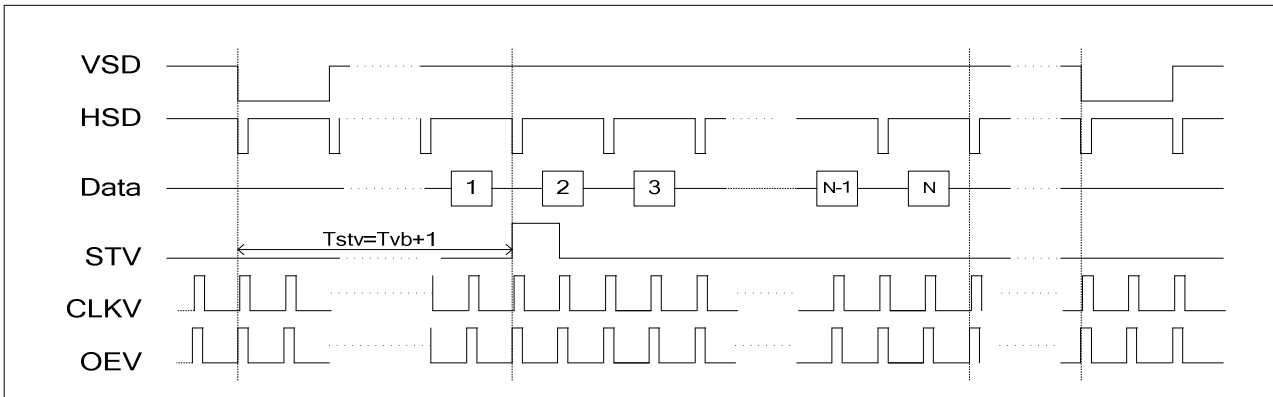 VSD
HSD
Data 1 2 3 N-1 N
Tstv=Tvb+1
STV
CLKV
OEV